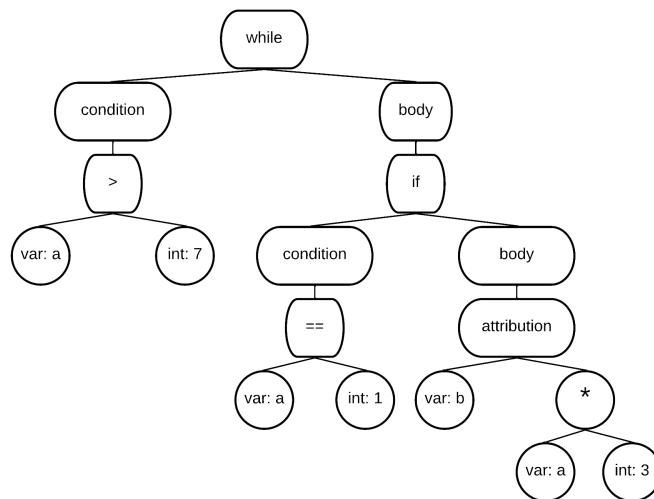 while
condition
body
>
if
var: a
int: 7
condition
body
==
attribution
var: a
int: 1
var: b
*
var: a
int: 3